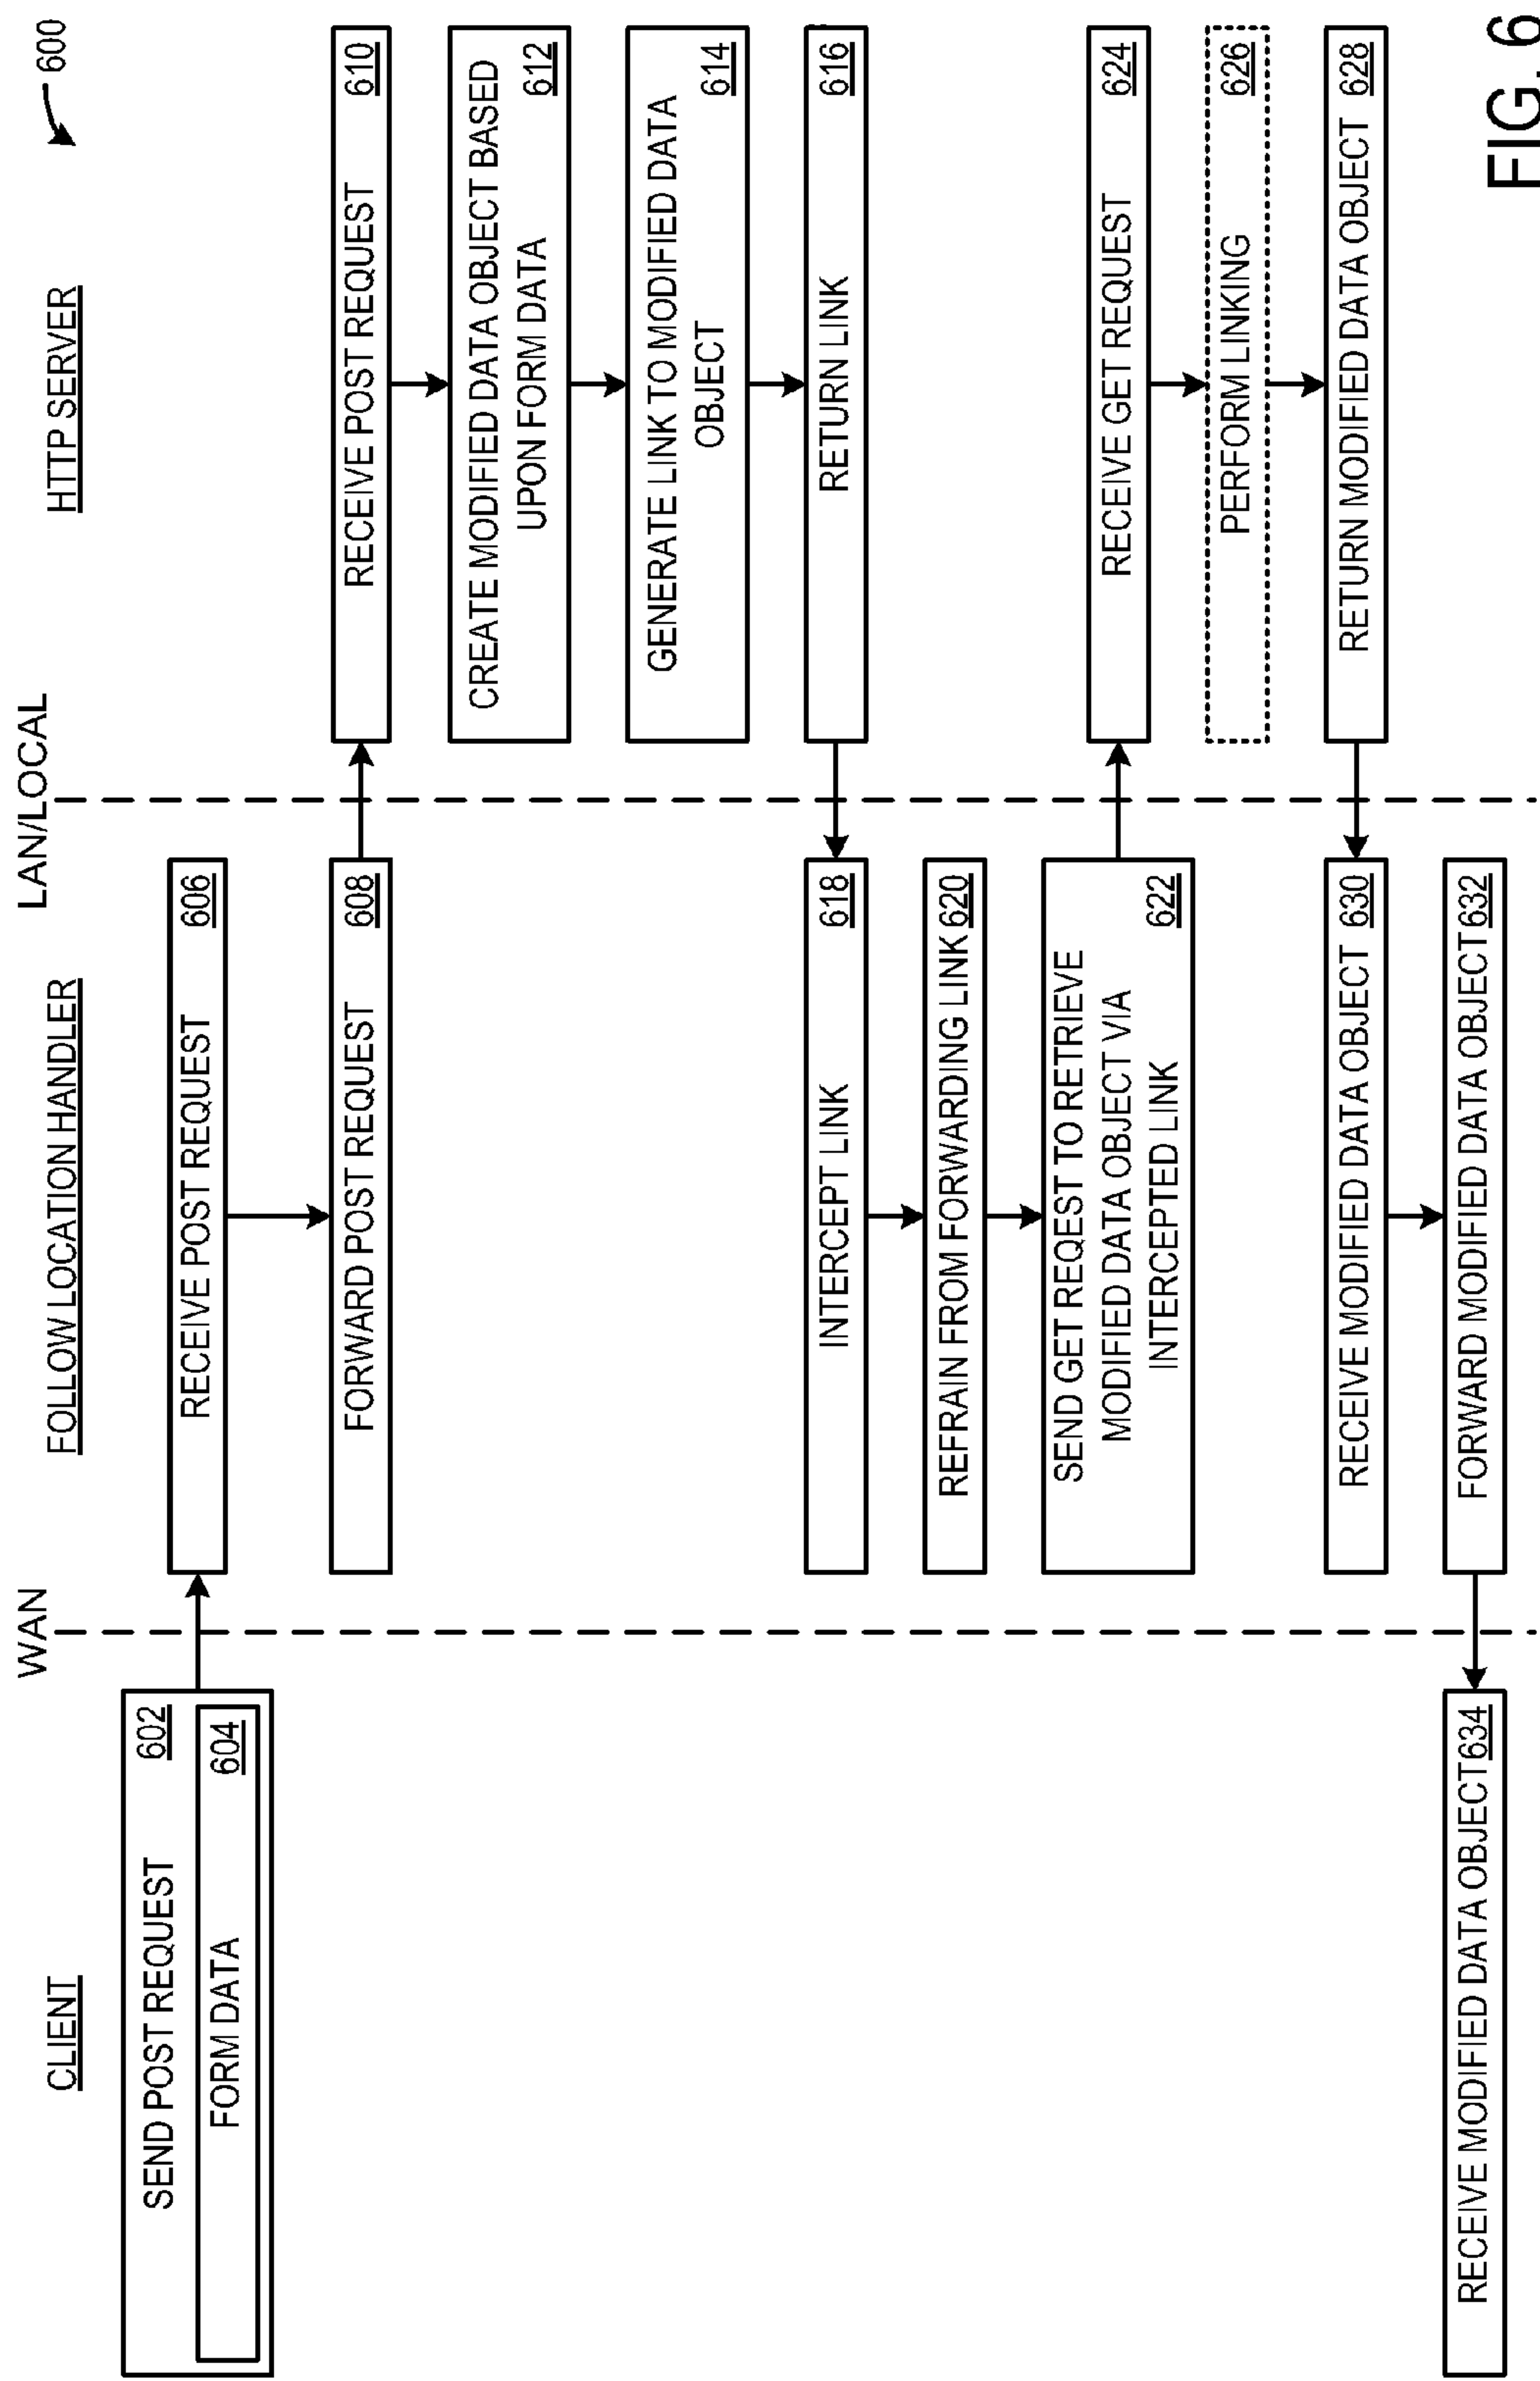 600
WAN
LAN/LOCAL
CLIENT
FOLLOW LOCATION HANDLER
HTTP SERVER
SEND POST REQUEST 602
FORM DATA 604
RECEIVE POST REQUEST 606
FORWARD POST REQUEST 608
RECEIVE POST REQUEST 610
CREATE MODIFIED DATA OBJECT BASED
UPON FORM DATA 612
GENERATE LINK TO MODIFIED DATA
OBJECT 614
RETURN LINK 616
INTERCEPT LINK 618
REFRAIN FROM FORWARDING LINK 620
SEND GET REQEST TO RETRIEVE
MODIFIED DATA OBJECT VIA
INTERCEPTED LINK 622
RECEIVE GET REQUEST 624
PERFORM LINKING 626
RETURN MODIFIED DATA OBJECT 628
RECEIVE MODIFIED DATA OBJECT 630
FORWARD MODIFIED DATA OBJECT 632
RECEIVE MODIFIED DATA OBJECT 634
FIG. 6